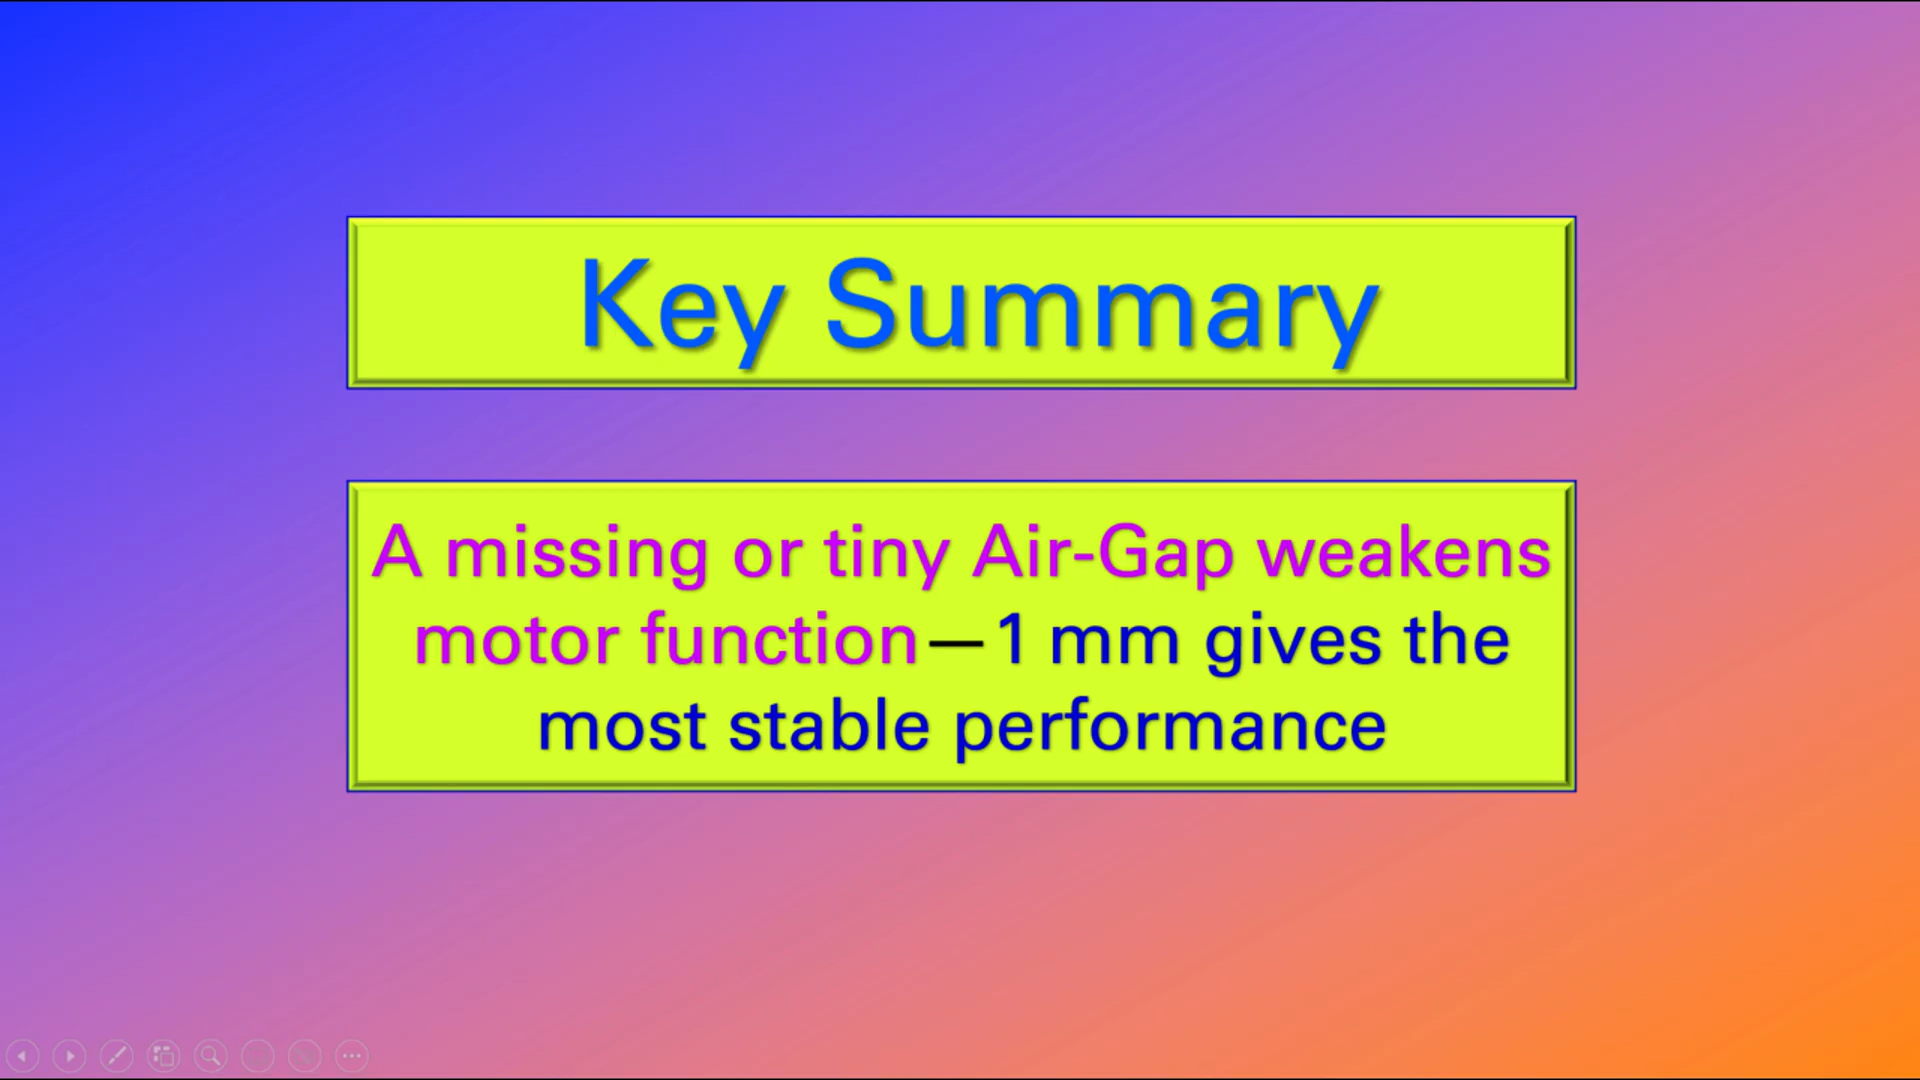 Key Summary
A missing or tiny Air-Gap weakens
motor function—1 mm gives the
most stable performance